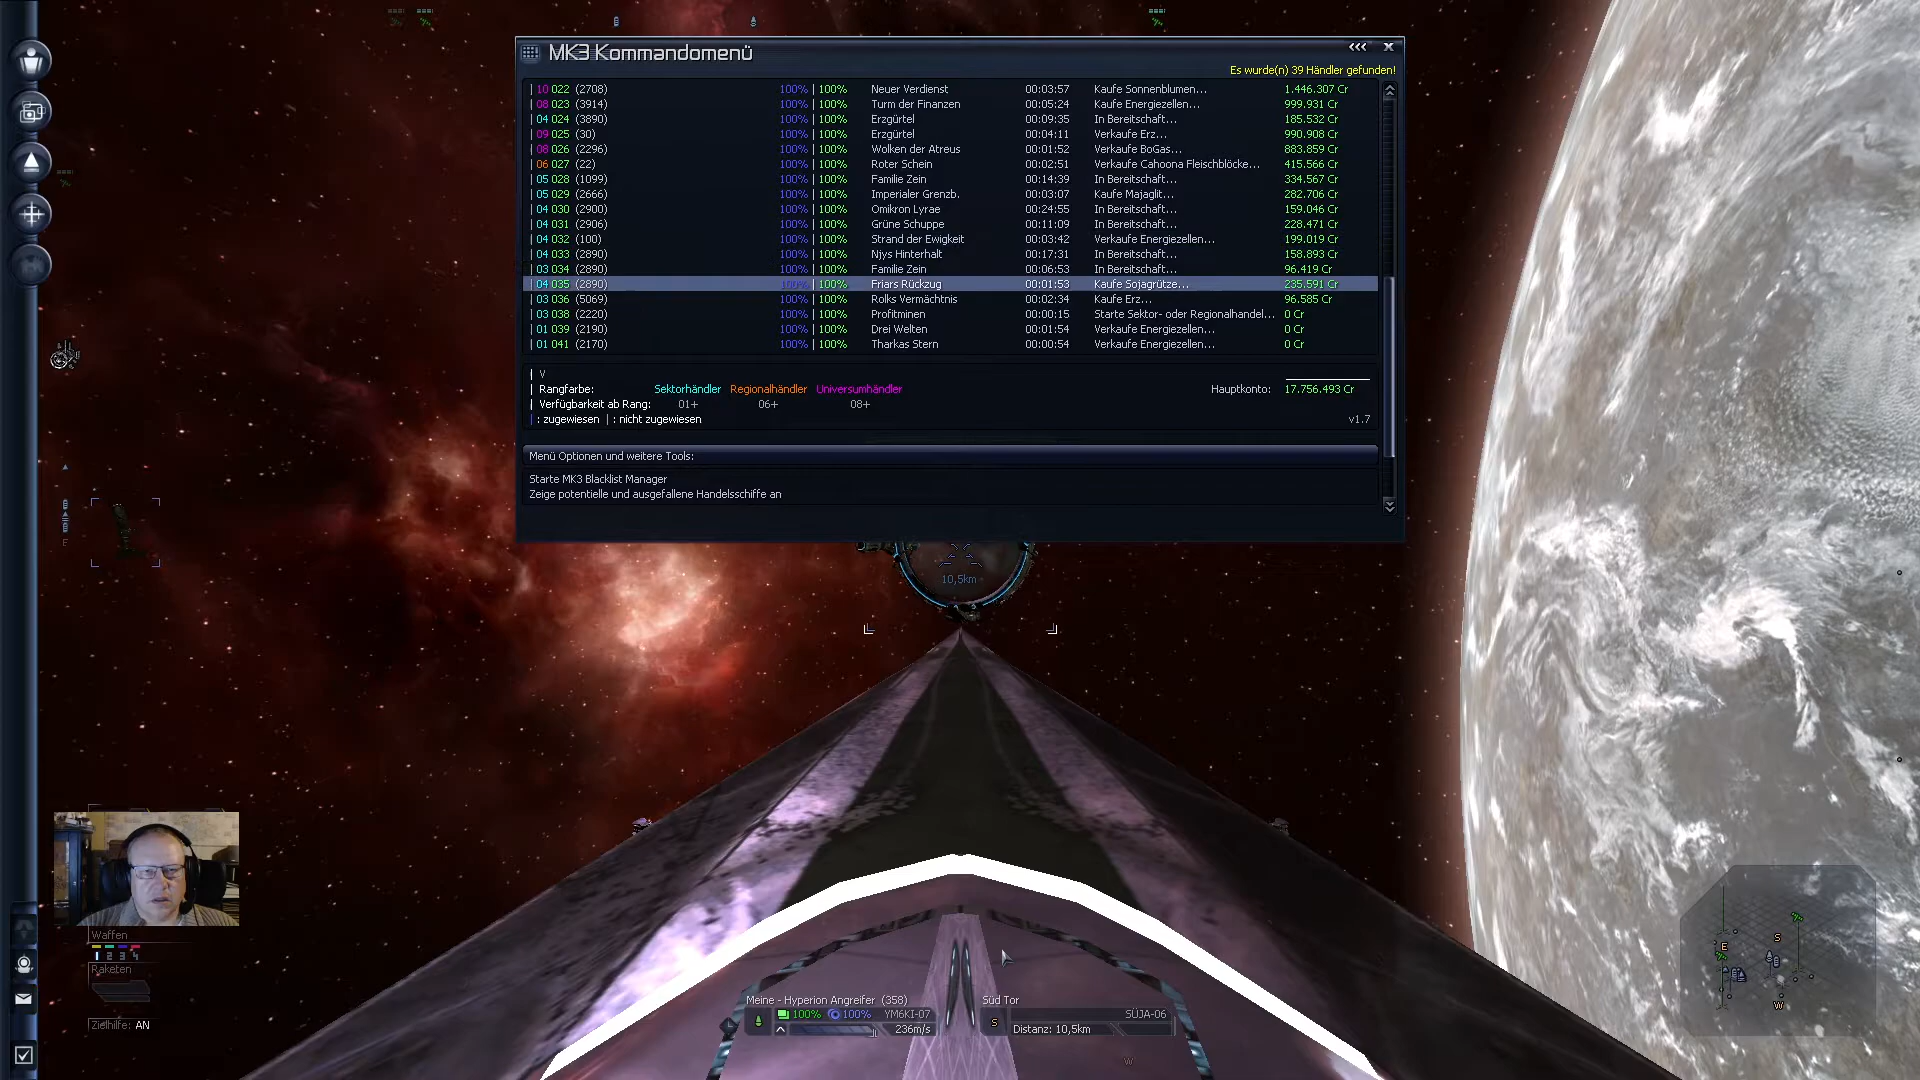 MK3 Kommandomenü
Es wurde(n) 39 Händler gefunden!
10 022 (2708) 100% | 100% Neuer Verdienst 00:03:57 Kaufe Sonnenblumen... 1.446.307 Cr
08 023 (3914) 100% | 100% Turm der Finanzen 00:05:24 Kaufe Energiezellen... 999.931 Cr
04 024 (3890) 100% | 100% Erzgürtel 00:09:35 In Bereitschaft... 185.532 Cr
09 025 (30) 100% | 100% Erzgürtel 00:04:11 Verkaufe Erz... 990.908 Cr
08 026 (2296) 100% | 100% Wolken der Atreus 00:01:52 Verkaufe BoGas... 883.859 Cr
06 027 (22) 100% | 100% Roter Schein 00:02:51 Verkaufe Cahoona Fleischblöcke... 415.566 Cr
05 028 (1099) 100% | 100% Familie Zein 00:14:39 In Bereitschaft... 334.567 Cr
05 029 (2666) 100% | 100% Imperialer Grenzb. 00:03:07 Kaufe Majaglit... 282.706 Cr
04 030 (2900) 100% | 100% Omikron Lyrae 00:24:55 In Bereitschaft... 159.046 Cr
04 031 (2906) 100% | 100% Grüne Schuppe 00:11:09 In Bereitschaft... 228.471 Cr
04 032 (100) 100% | 100% Strand der Ewigkeit 00:03:42 Verkaufe Energiezellen... 199.019 Cr
04 033 (2890) 100% | 100% Njys Hinterhalt 00:17:31 In Bereitschaft... 158.893 Cr
03 034 (2890) 100% | 100% Familie Zein 00:06:53 In Bereitschaft... 96.419 Cr
04 035 (2890) 100% | 100% Friars Rückzug 00:01:53 Kaufe Sojagrütze... 235.591 Cr
03 036 (5069) 100% | 100% Rolks Vermächtnis 00:02:34 Kaufe Erz... 96.585 Cr
03 038 (2220) 100% | 100% Profitminen 00:00:15 Starte Sektor- oder Regionalhandel... 0 Cr
01 039 (2190) 100% | 100% Drei Welten 00:01:54 Verkaufe Energiezellen... 0 Cr
01 041 (2170) 100% | 100% Tharkas Stern 00:00:54 Verkaufe Energiezellen... 0 Cr
V
Rangfarbe: Sektorhändler Regionalhändler Universumhändler Hauptkonto: 17.756.493 Cr
Verfügbarkeit ab Rang: 01+ 06+ 08+
| : zugewiesen | : nicht zugewiesen v1.7
Menü Optionen und weitere Tools:
Starte MK3 Blacklist Manager
Zeige potentielle und ausgefallene Handelsschiffe an
10,5km
E
Waffen
1 2 3 4
Raketen
Zielhilfe: AN
Meine - Hyperion Angreifer (358)
100% 100% YM6KI-07
236m/s
Süd Tor
S SÜJA-06
Distanz: 10,5km
W
S
E
W